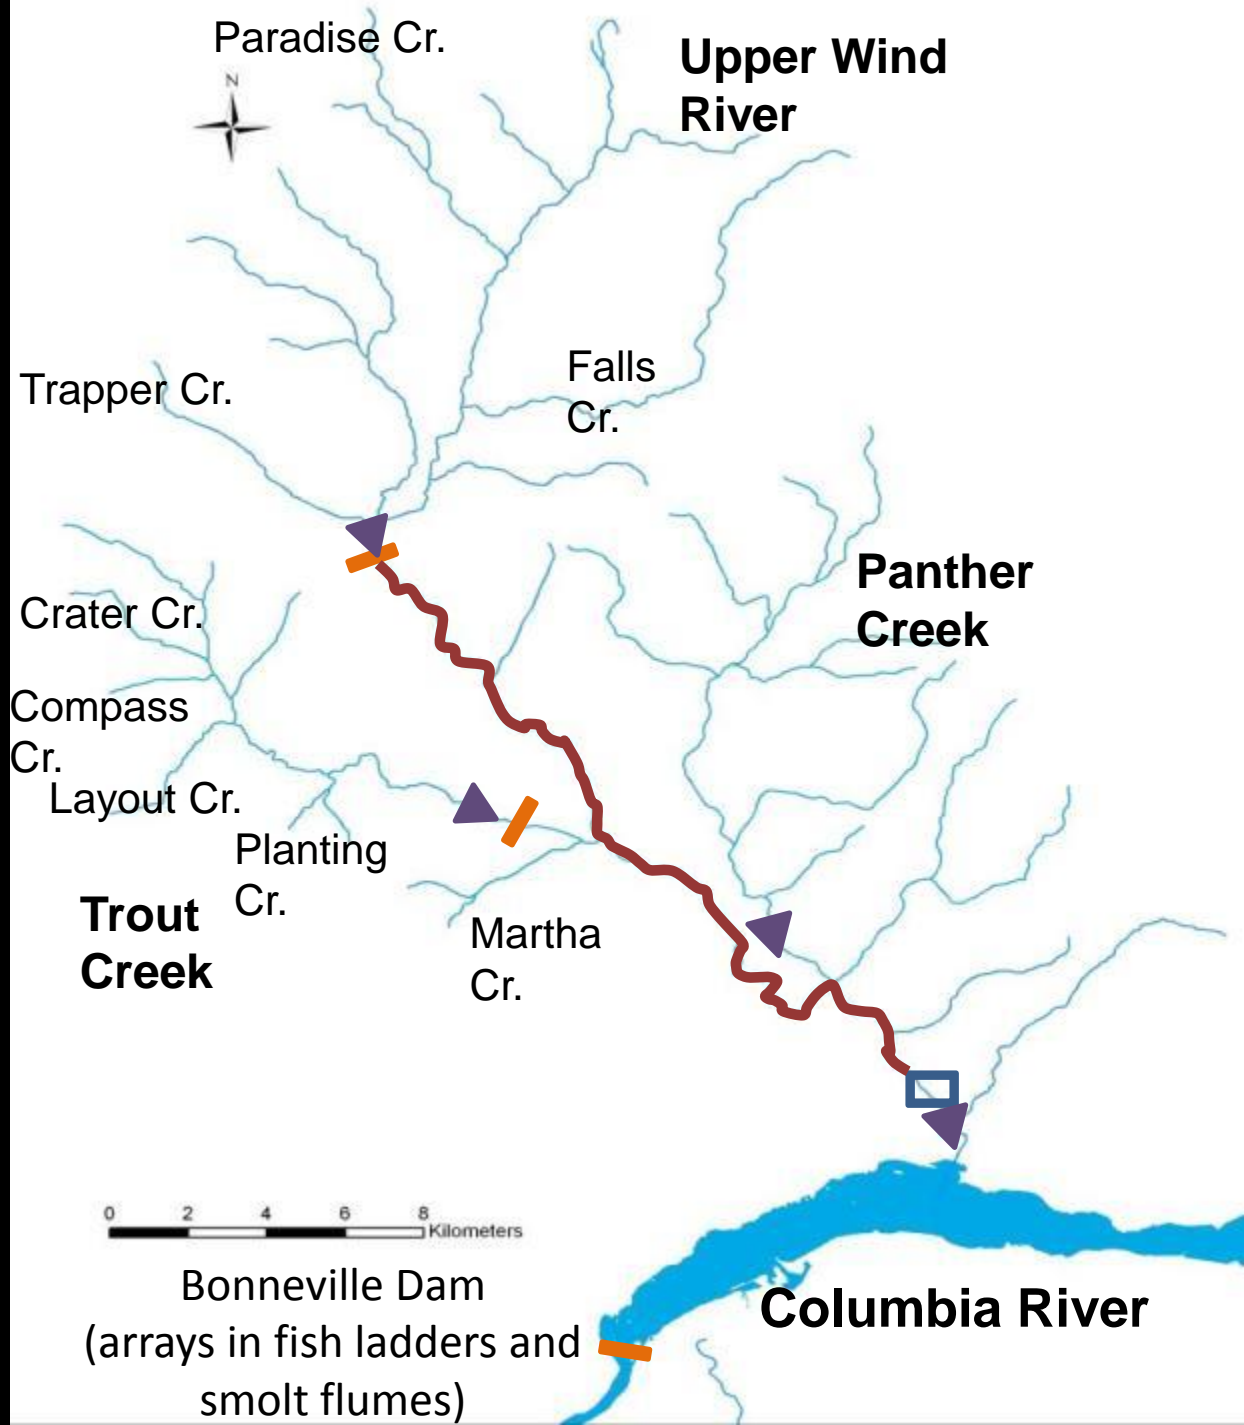 Paradise Cr.
Upper Wind
River
N
Falls
Cr.
Trapper Cr.
Panther
Creek
Crater Cr.
Compass
Cr.
Layout Cr.
Planting
Cr.
Trout
Creek
Martha
Cr.
0 2 4 6 8
Kilometers
Bonneville Dam
(arrays in fish ladders and
smolt flumes)
Columbia River